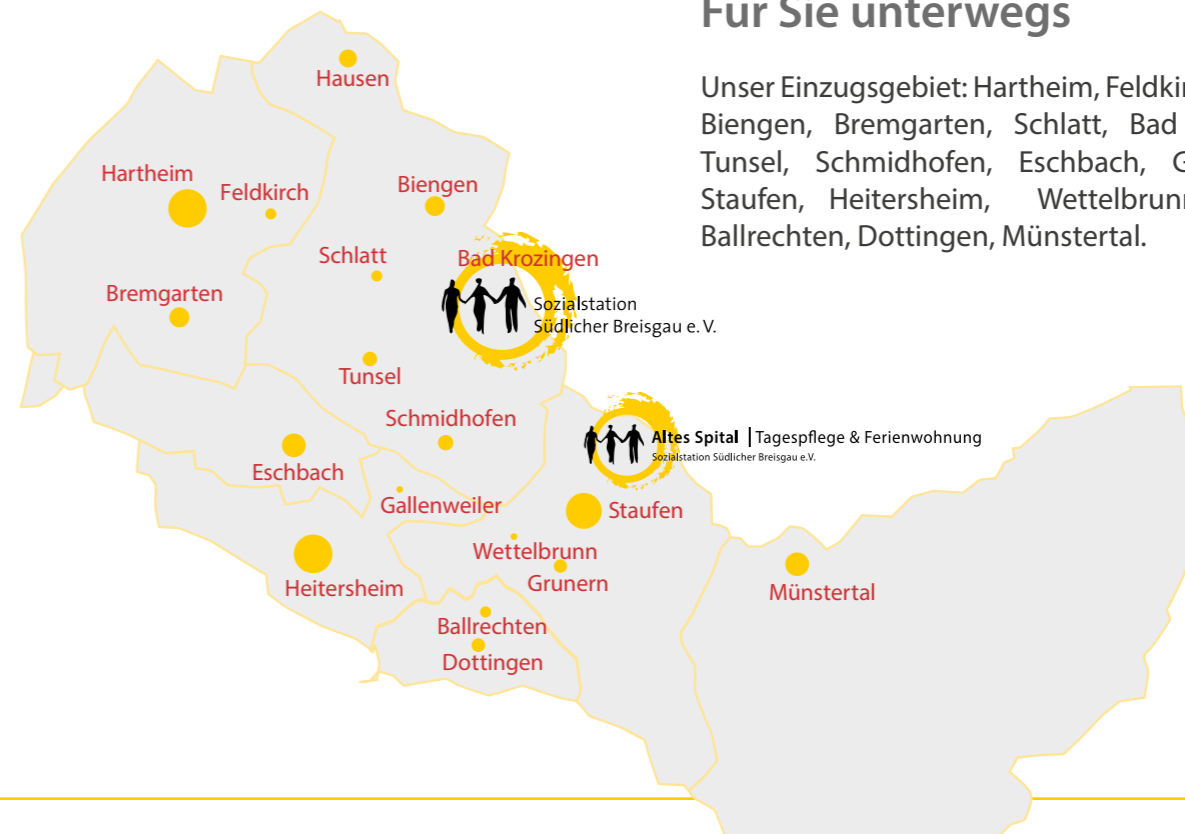 Für Sie unterwegs
Unser Einzugsgebiet: Hartheim,
Biengen, Bremgarten, Schlatt, Bad
Tunsel, Schmidhofen, Eschbach,
Staufen, Heitersheim,
Ballrechten, Dottingen, Münstertal.
Hausen
Hartheim
Feldkirch
Biengen
Schlatt
Bad Krozingen
Bremgarten
Sozialstation
Südlicher Breisgau e. V.
Tunsel
Schmidhofen
Altes Spital | Tagespflege & Ferienwohnung
Sozialstation Südlicher Breisgau e.V.
Eschbach
Gallenweiler
Staufen
Wettelbrunn
Grunern
Heitersheim
Münstertal
Ballrechten
Dottingen